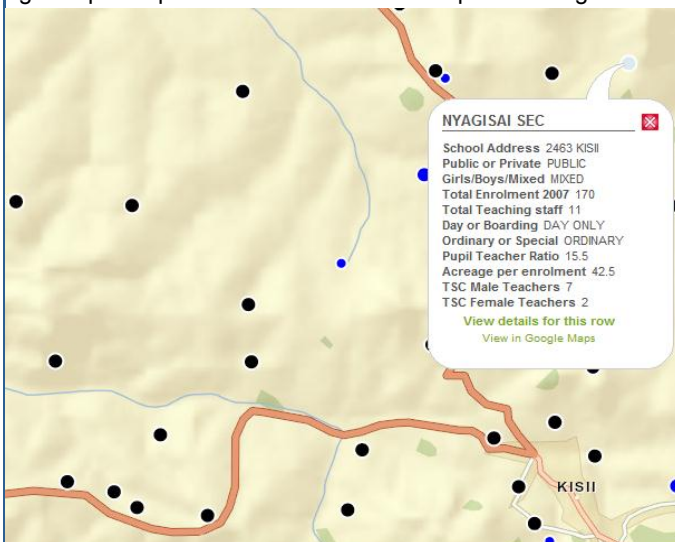 NYAGISAI SEC
School Address 2463 KISII
Public or Private PUBLIC
Girls/Boys/Mixed MIXED
Total Enrolment 2007 170
Total Teaching staff 11
Day or Boarding DAY ONLY
Ordinary or Special ORDINARY
Pupil Teacher Ratio 15.5
Acreage per enrolment 42.5
TSC Male Teachers 7
TSC Female Teachers 2
View details for this row
View in Google Maps
KISII